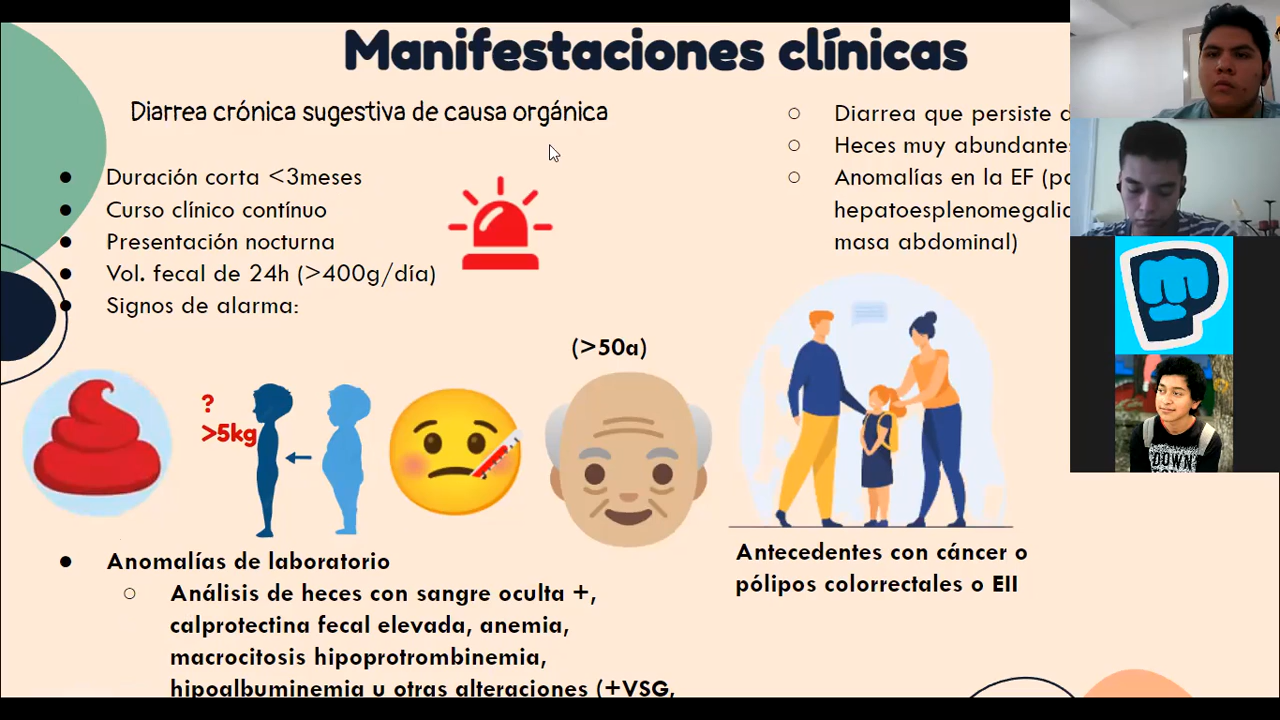 Manifestaciones clínicas
Diarrea crónica sugestiva de causa orgánica
Duración corta <3meses
Curso clínico contínuo
Presentación nocturna
Vol. fecal de 24h (>400g/día)
Signos de alarma:
Diarrea que persiste
Heces muy abundantes
Anomalías en la EF
hepatoesplenomegalia
masa abdominal)
(>50a)
?
>5kg
Antecedentes con cáncer o
pólipos colorrectales o EII
Anomalías de laboratorio
Análisis de heces con sangre oculta +,
calprotectina fecal elevada, anemia,
macrocitosis hipoprotrombinemia,
hipoalbuminemia u otras alteraciones (+VSG,
DOWN